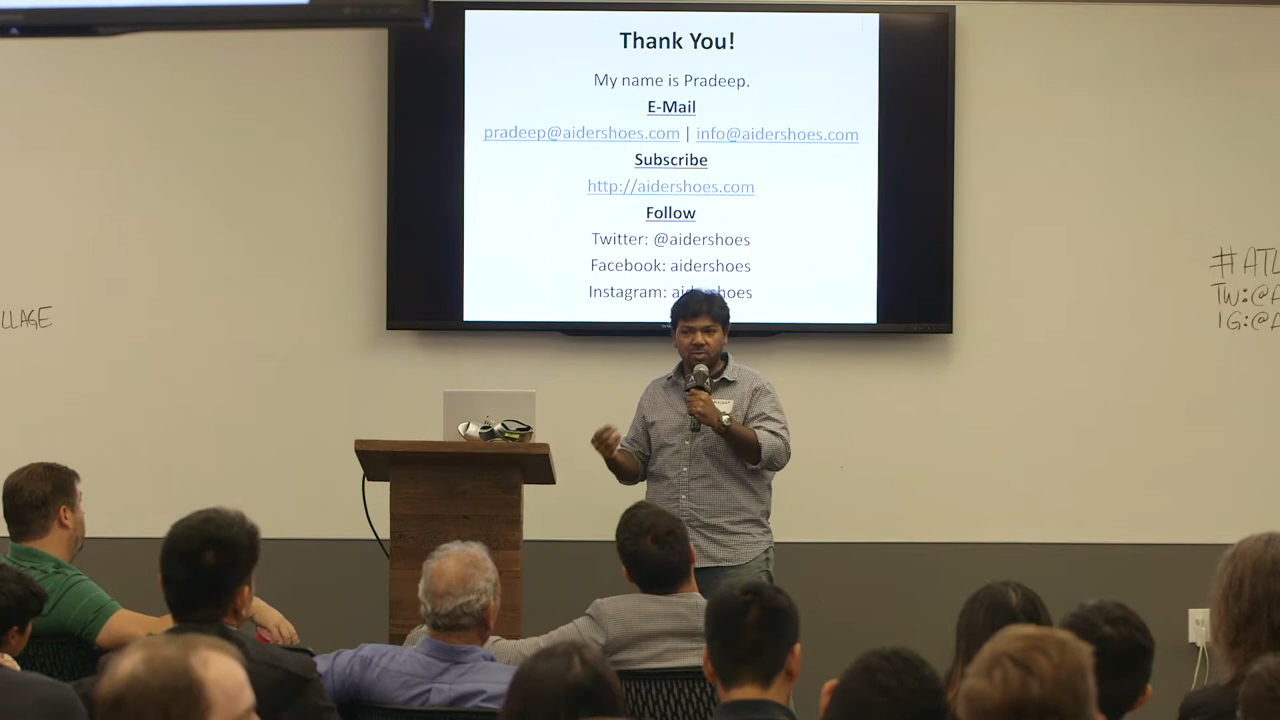 Thank You!
My name is Pradeep.
E-Mail
pradeep@aidershoes.com | info@aidershoes.com
Subscribe
http://aidershoes.com
Follow
Twitter: @aidershoes
Facebook: aidershoes
Instagram: aidershoes
LLAGE
#ATL
TW:@A
IG:@A